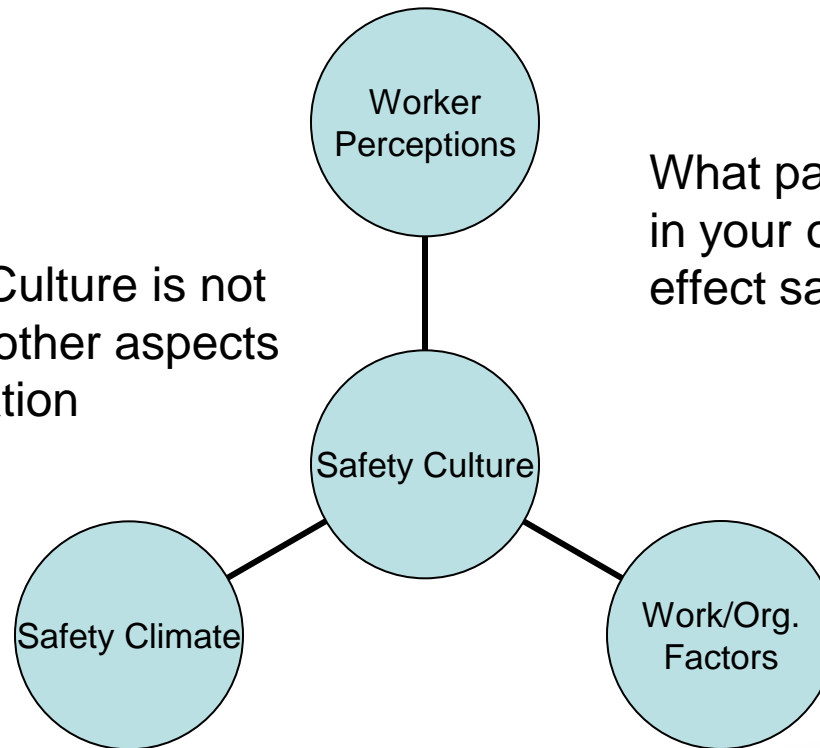 Worker
Perceptions
What
in your
effect
Culture is not
other aspects
Safety Culture
Safety Climate
Work/Org.
Factors